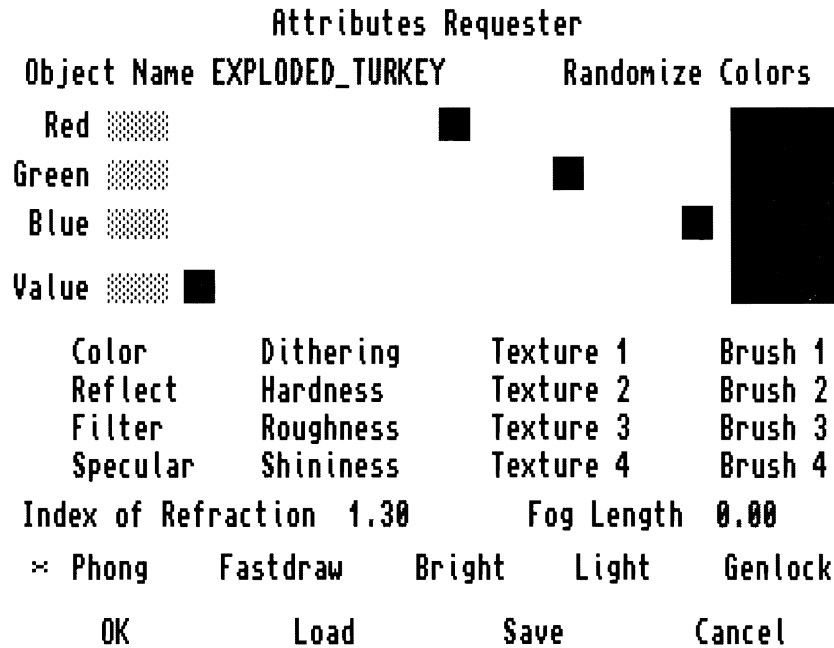 Attributes Requester
Object Name EXPLODED_TURKEY Randomize Colors
Red
Green
Blue
Value
Color Dithering Texture 1 Brush 1
Reflect Hardness Texture 2 Brush 2
Filter Roughness Texture 3 Brush 3
Specular Shininess Texture 4 Brush 4
Index of Refraction 1.30 Fog Length 0.00
× Phong Fastdraw Bright Light Genlock
OK Load Save Cancel